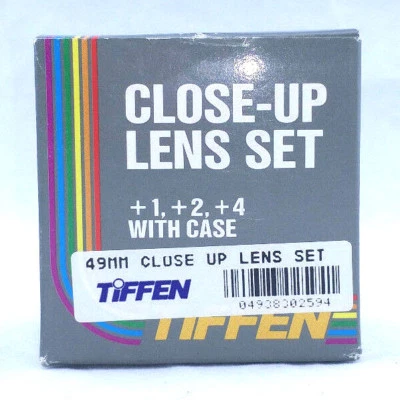 CLOSE-UP
LENS SET
+1, +2, +4
WITH CASE
49MM CLOSE UP LENS SET
TiFFEN
04938302594
TIFFEN